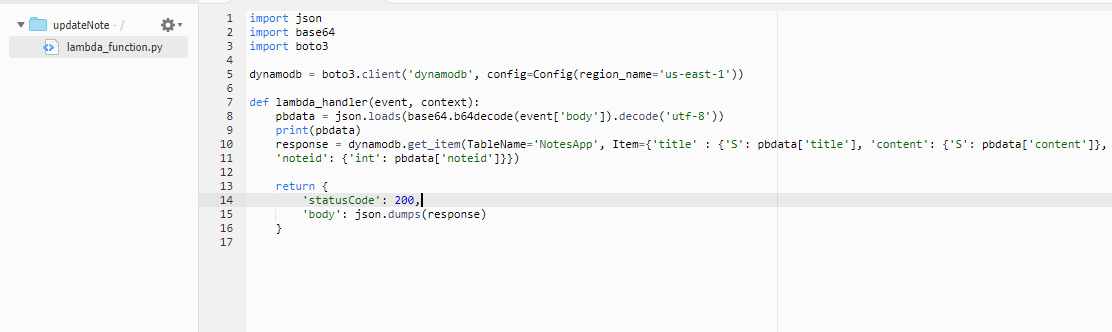 updateNote - /
lambda_function.py
1 import json
2 import base64
3 import boto3
4
5 dynamodb = boto3.client('dynamodb', config=Config(region_name='us-east-1'))
6
7 def lambda_handler(event, context):
8     pbdata = json.loads(base64.b64decode(event['body']).decode('utf-8'))
9     print(pbdata)
10     response = dynamodb.get_item(TableName='NotesApp', Item={'title' : {'S': pbdata['title'], 'content': {'S': pbdata['content']},
11     'noteid': {'int': pbdata['noteid']}}})
12
13     return {
14         'statusCode': 200,
15         'body': json.dumps(response)
16     }
17